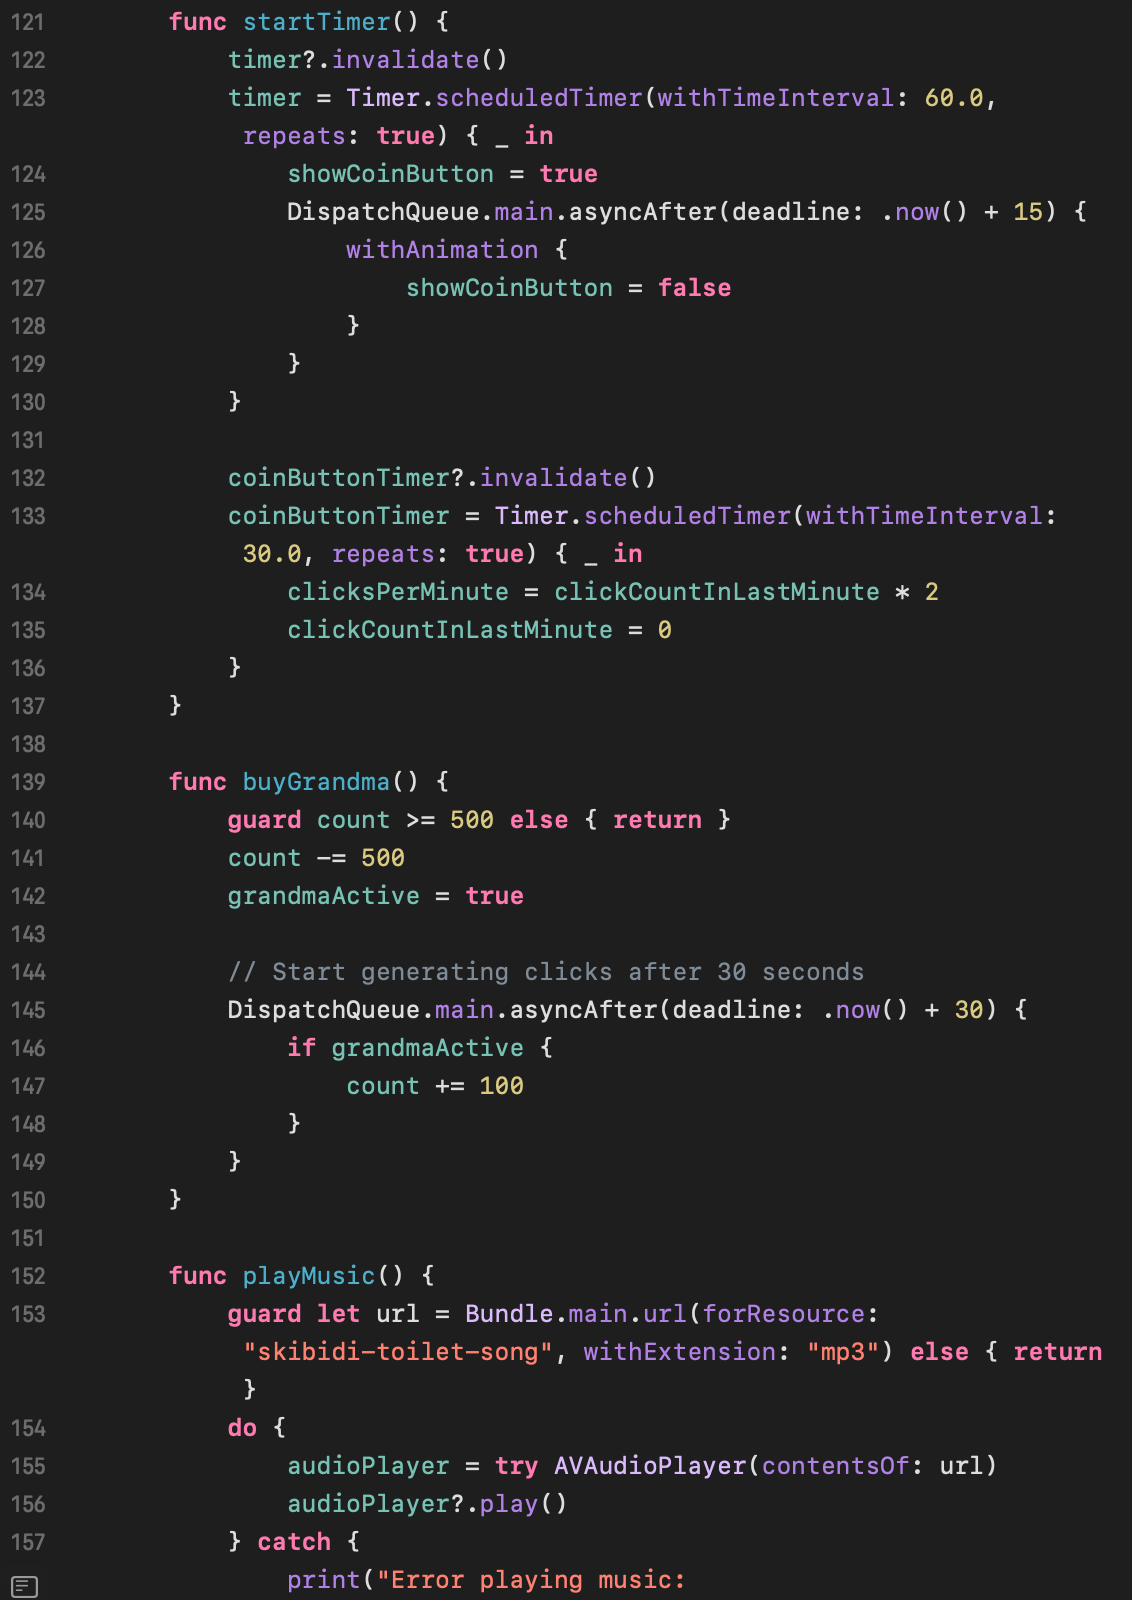 121 func startTimer() {
122 timer?.invalidate()
123 timer = Timer.scheduledTimer(withTimeInterval: 60.0,
repeats: true) { _ in
124 showCoinButton = true
125 DispatchQueue.main.asyncAfter(deadline: .now() + 15) {
126 withAnimation {
127 showCoinButton = false
128 }
129 }
130 }
131
132 coinButtonTimer?.invalidate()
133 coinButtonTimer = Timer.scheduledTimer(withTimeInterval:
30.0, repeats: true) { _ in
134 clicksPerMinute = clickCountInLastMinute * 2
135 clickCountInLastMinute = 0
136 }
137 }
138
139 func buyGrandma() {
140 guard count >= 500 else { return }
141 count -= 500
142 grandmaActive = true
143
144 // Start generating clicks after 30 seconds
145 DispatchQueue.main.asyncAfter(deadline: .now() + 30) {
146 if grandmaActive {
147 count += 100
148 }
149 }
150 }
151
152 func playMusic() {
153 guard let url = Bundle.main.url(forResource:
"skibidi-toilet-song", withExtension: "mp3") else { return
}
154 do {
155 audioPlayer = try AVAudioPlayer(contentsOf: url)
156 audioPlayer?.play()
157 } catch {
print("Error playing music: